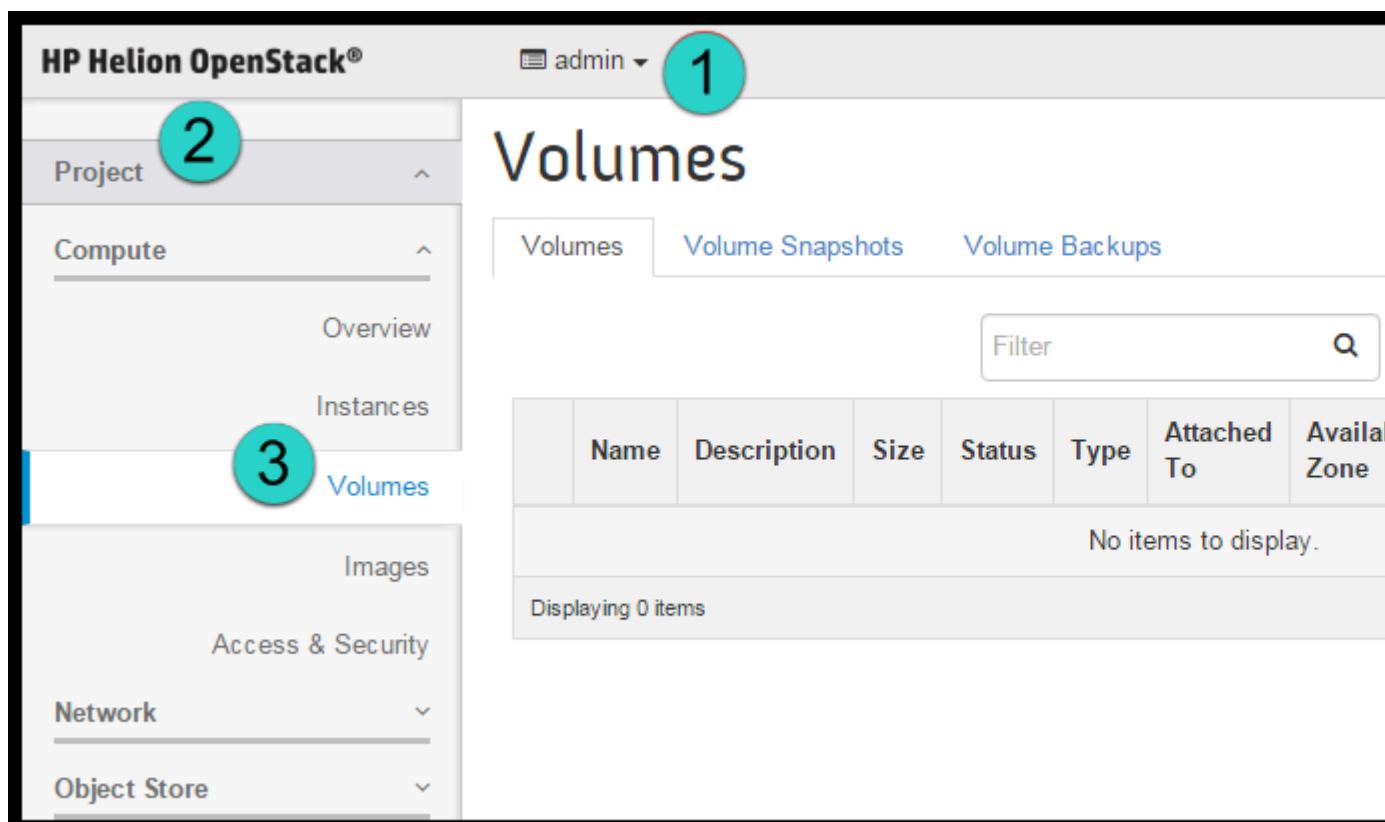 HP Helion OpenStack®
admin
1
2
Project
Compute
Overview
Instances
3
Volumes
Images
Access & Security
Network
Object Store
Volumes
Volumes Volume Snapshots Volume Backups
Filter
Name Description Size Status Type Attached To Zone
No items to display.
Displaying 0 items